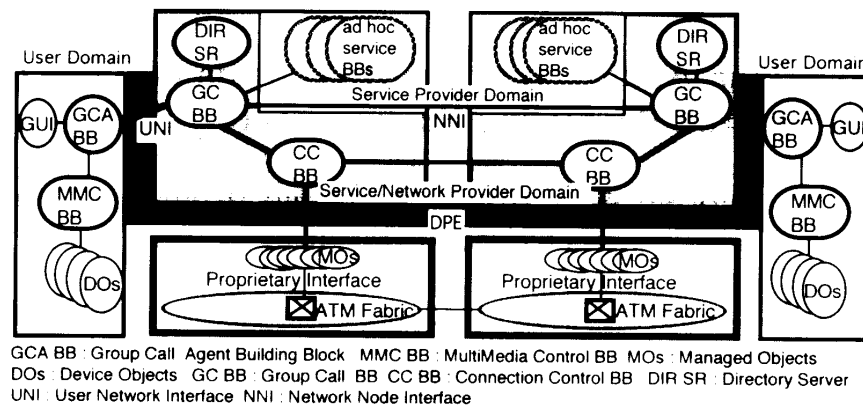 DIR
SR
ad hoc
service
BBs
ad hoc
service
BBs
DIR
SR
User Domain
User Domain
GC
BB
Service Provider Domain
GC
BB
GUI
GCA
BB
UNI
NNI
GCA
BB
GUI
CC
BB
CC
BB
MMC
BB
Service/Network Provider Domain
MMC
BB
DPE
DOs
MOs
MOs
DOs
Proprietary Interface
Proprietary Interface
ATM Fabric
ATM Fabric
GCA BB : Group Call Agent Building Block MMC BB : MultiMedia Control BB MOs : Managed Objects
DOs : Device Objects GC BB : Group Call BB CC BB : Connection Control BB DIR SR : Directory Server
UNI : User Network Interface NNI : Network Node Interface